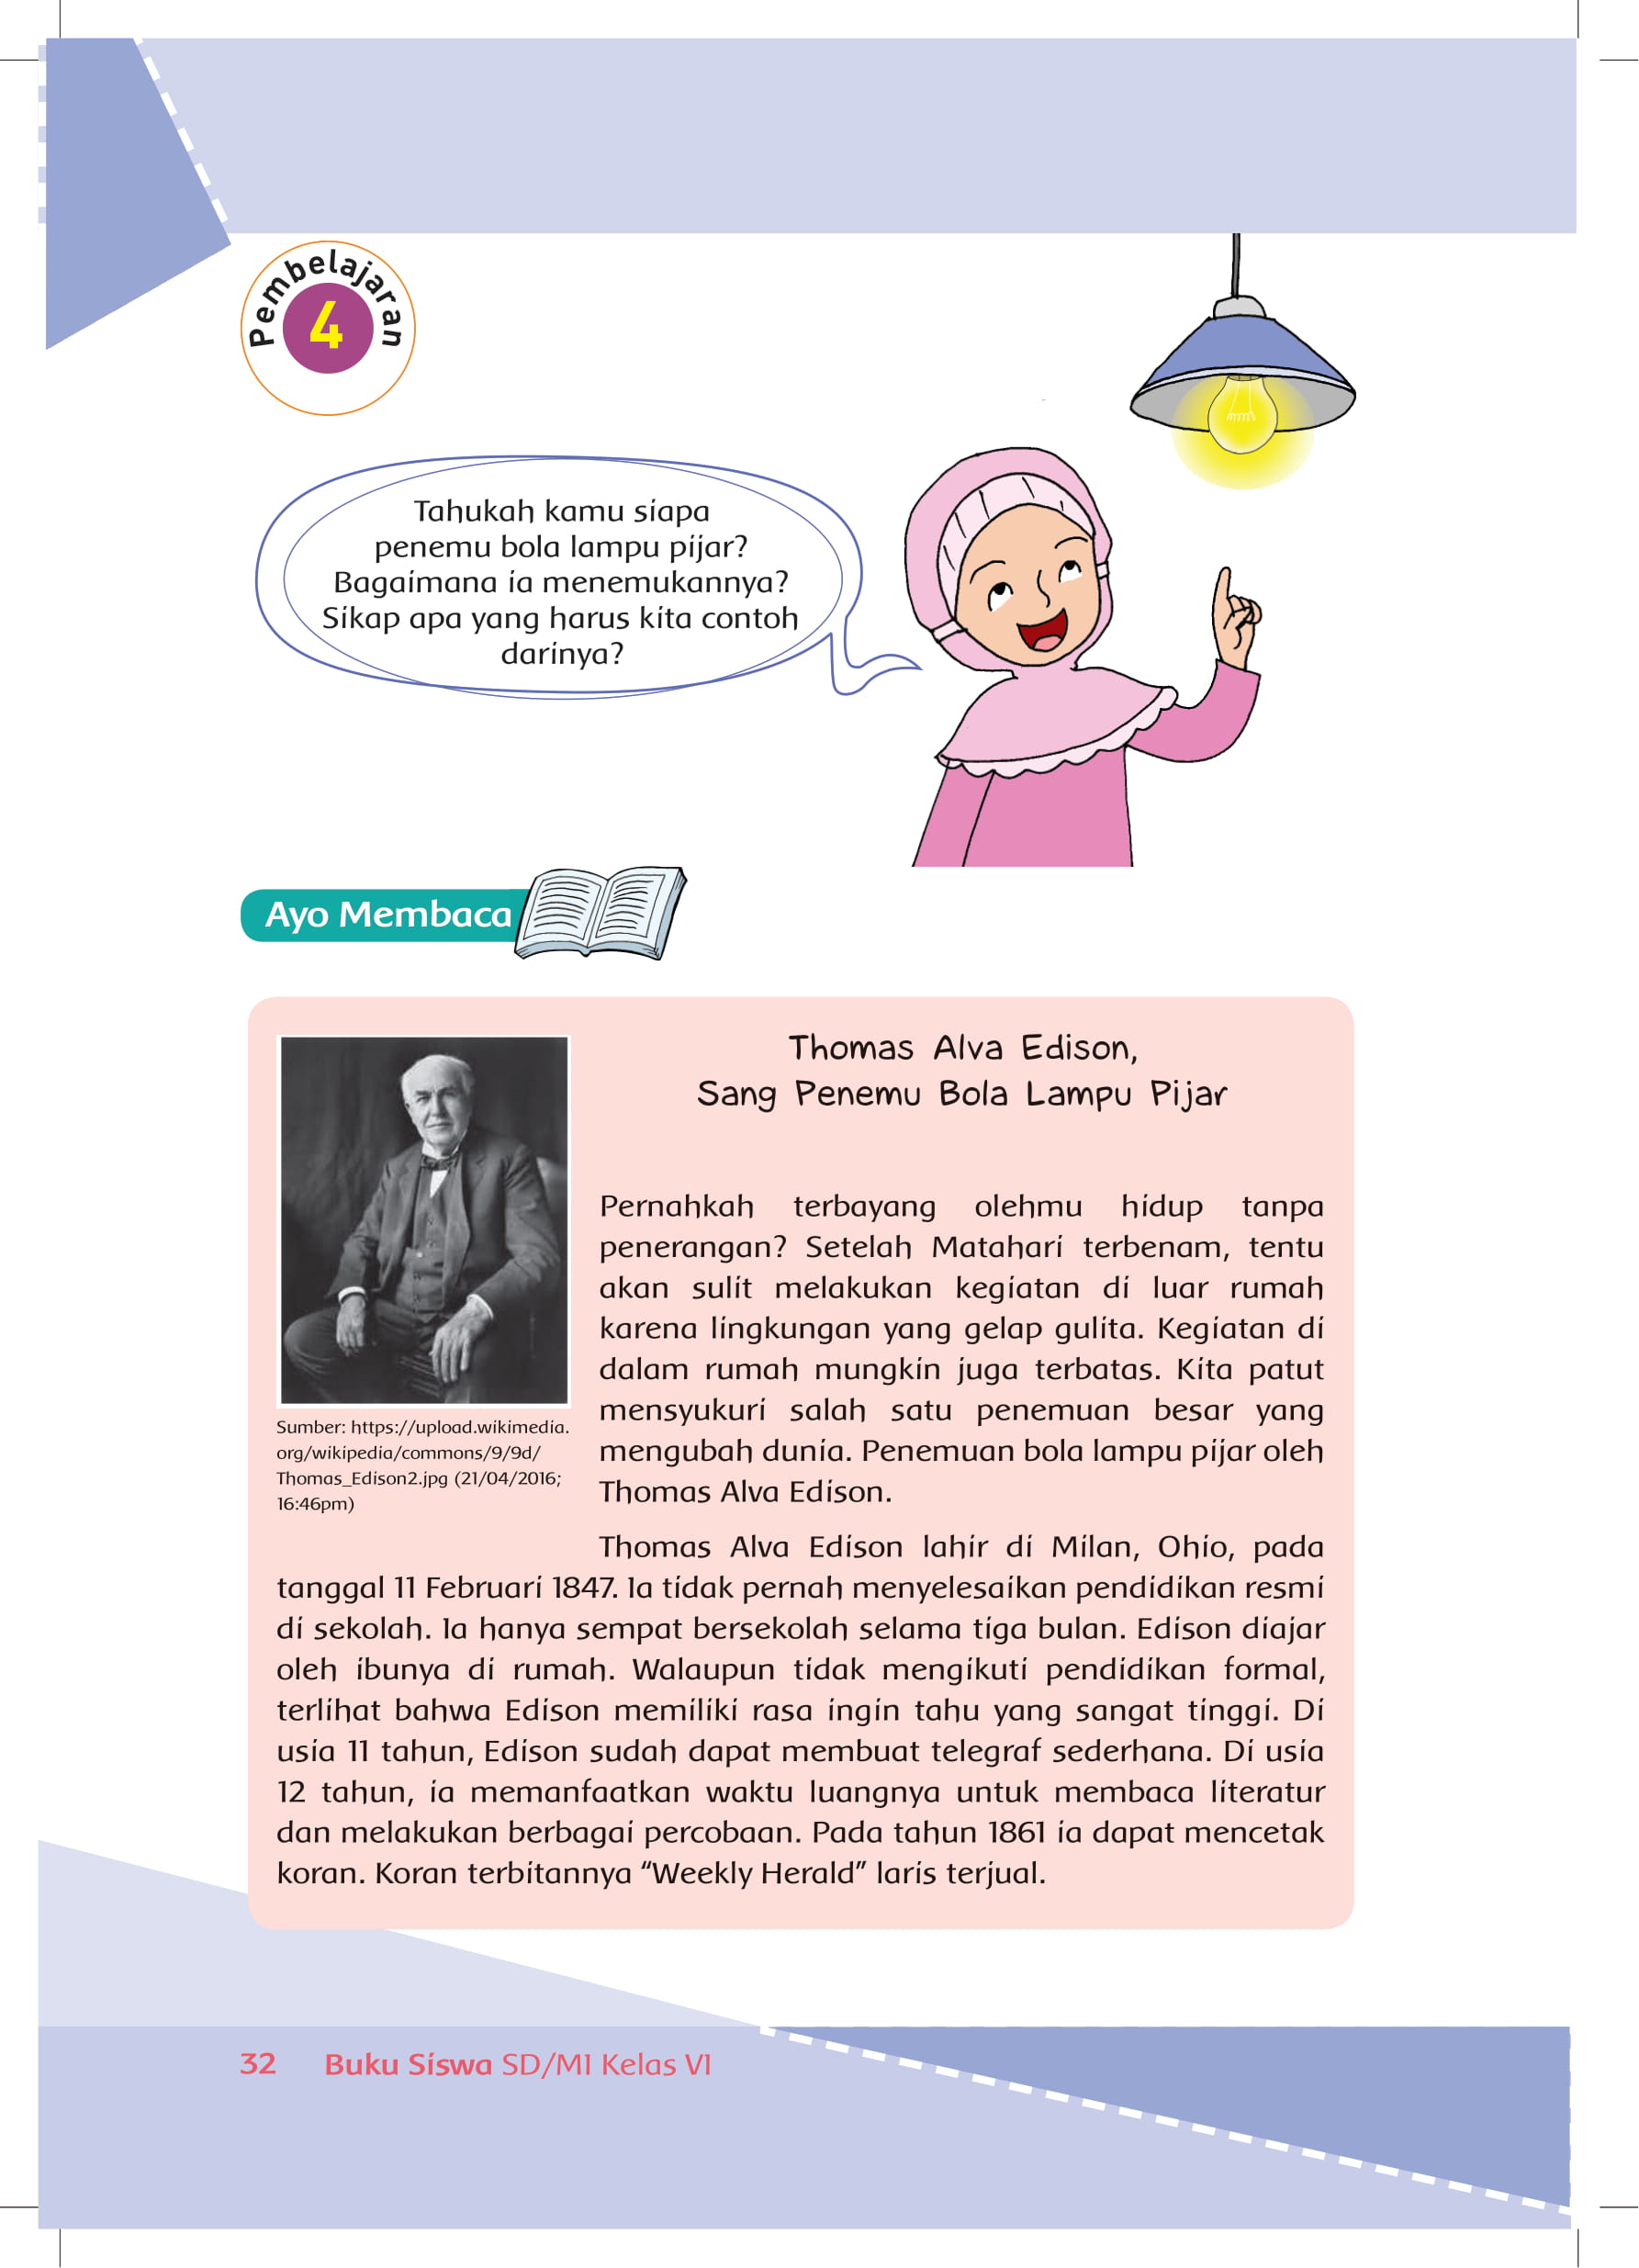 Pembelajaran
4
Tahukah kamu siapa
penemu bola lampu pijar?
Bagaimana ia menemukannya?
Sikap apa yang harus kita contoh
darinya?
Ayo Membaca
Thomas Alva Edison,
Sang Penemu Bola Lampu Pijar
Sumber: https://upload.wikimedia.
org/wikipedia/commons/9/9d/
Thomas_Edison2.jpg (21/04/2016;
16:46pm)
Pernahkah terbayang olehmu hidup tanpa
penerangan? Setelah Matahari terbenam, tentu
akan sulit melakukan kegiatan di luar rumah
karena lingkungan yang gelap gulita. Kegiatan di
dalam rumah mungkin juga terbatas. Kita patut
mensyukuri salah satu penemuan besar yang
mengubah dunia. Penemuan bola lampu pijar oleh
Thomas Alva Edison.
Thomas Alva Edison lahir di Milan, Ohio, pada
tanggal 11 Februari 1847. Ia tidak pernah menyelesaikan pendidikan resmi
di sekolah. Ia hanya sempat bersekolah selama tiga bulan. Edison diajar
oleh ibunya di rumah. Walaupun tidak mengikuti pendidikan formal,
terlihat bahwa Edison memiliki rasa ingin tahu yang sangat tinggi. Di
usia 11 tahun, Edison sudah dapat membuat telegraf sederhana. Di usia
12 tahun, ia memanfaatkan waktu luangnya untuk membaca literatur
dan melakukan berbagai percobaan. Pada tahun 1861 ia dapat mencetak
koran. Koran terbitannya “Weekly Herald” laris terjual.
32 Buku Siswa SD/MI Kelas VI